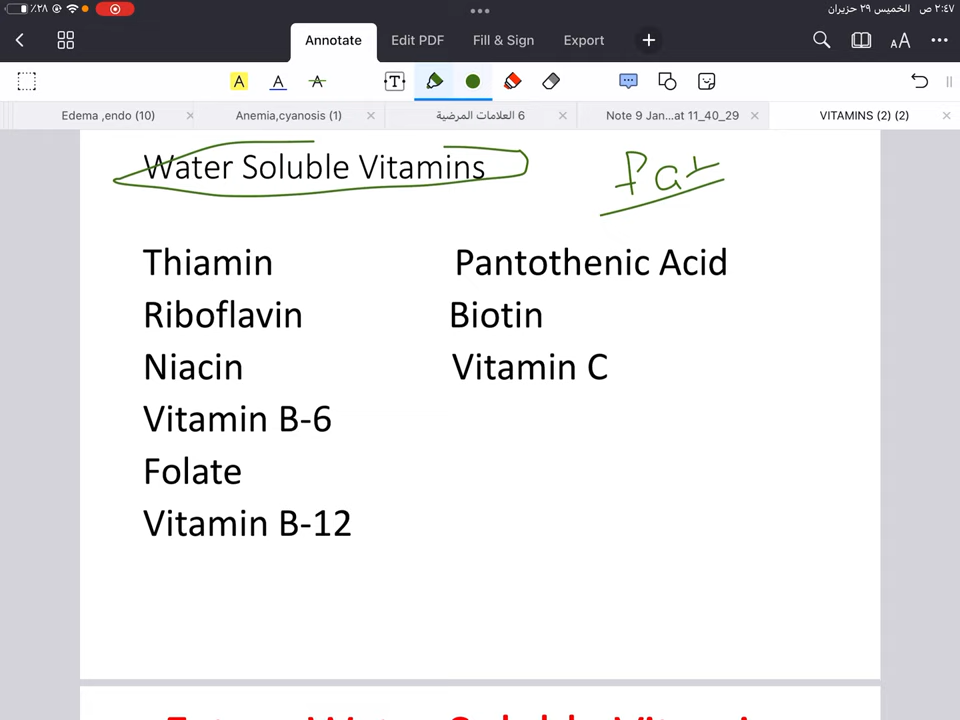 ٪٢٨ ٢:٤٧ ص الخميس ٢٩ حزيران
Annotate Edit PDF Fill & Sign Export
Edema ,endo (10) Anemia,cyanosis (1) 6 العلامات المرضية Note 9 Jan...at 11_40_29 VITAMINS (2) (2)
Water Soluble Vitamins
Thiamin Pantothenic Acid
Riboflavin Biotin
Niacin Vitamin C
Vitamin B-6
Folate
Vitamin B-12